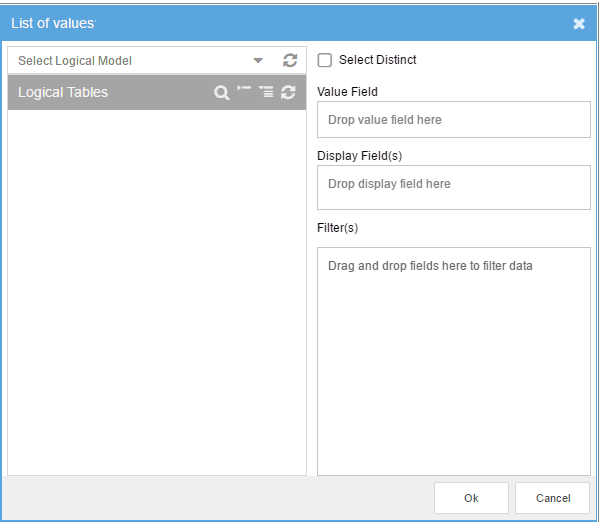 List of values
Select Logical Model
Logical Tables
Select Distinct
Value Field
Drop value field here
Display Field(s)
Drop display field here
Filter(s)
Drag and drop fields here to filter data
Ok
Cancel